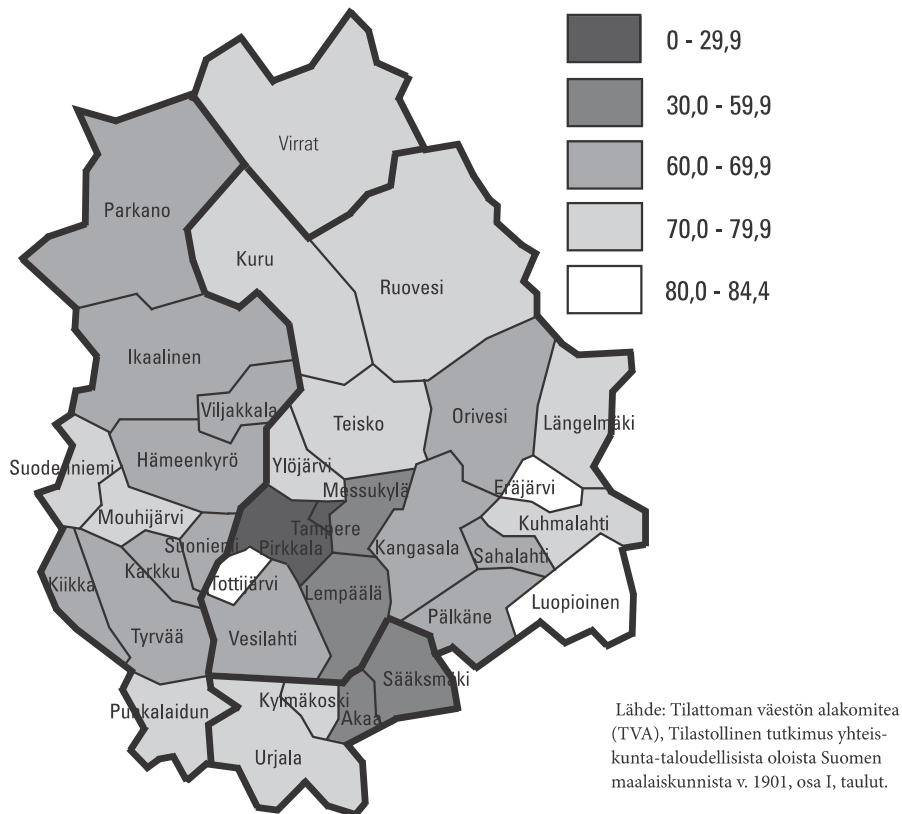 0 - 29,9
30,0 - 59,9
60,0 - 69,9
70,0 - 79,9
80,0 - 84,4
Virrat
Parkano
Kuru
Ruovesi
Ikaalinen
Viljakkala
Teisko
Orivesi
Längelmäki
Suodenniemi
Hämeenkyrö
Ylöjärvi
Messukylä
Eräjärvi
Mouhijärvi
Tampere
Kuhmalahti
Suoniemi
Pirkkala
Kangasala
Sahalahti
Karkku
Kiikka
Tottijärvi
Lempäälä
Luopioinen
Tyrvää
Vesilahti
Pälkäne
Sääksmäki
Punkalaidun
Kylmäkoski
Akaa
Urjala
Lähde: Tilattoman väestön alakomitea
(TVA), Tilastollinen tutkimus yhteis-
kunta-taloudellisista oloista Suomen
maalaiskunnista v. 1901, osa I, taulut.